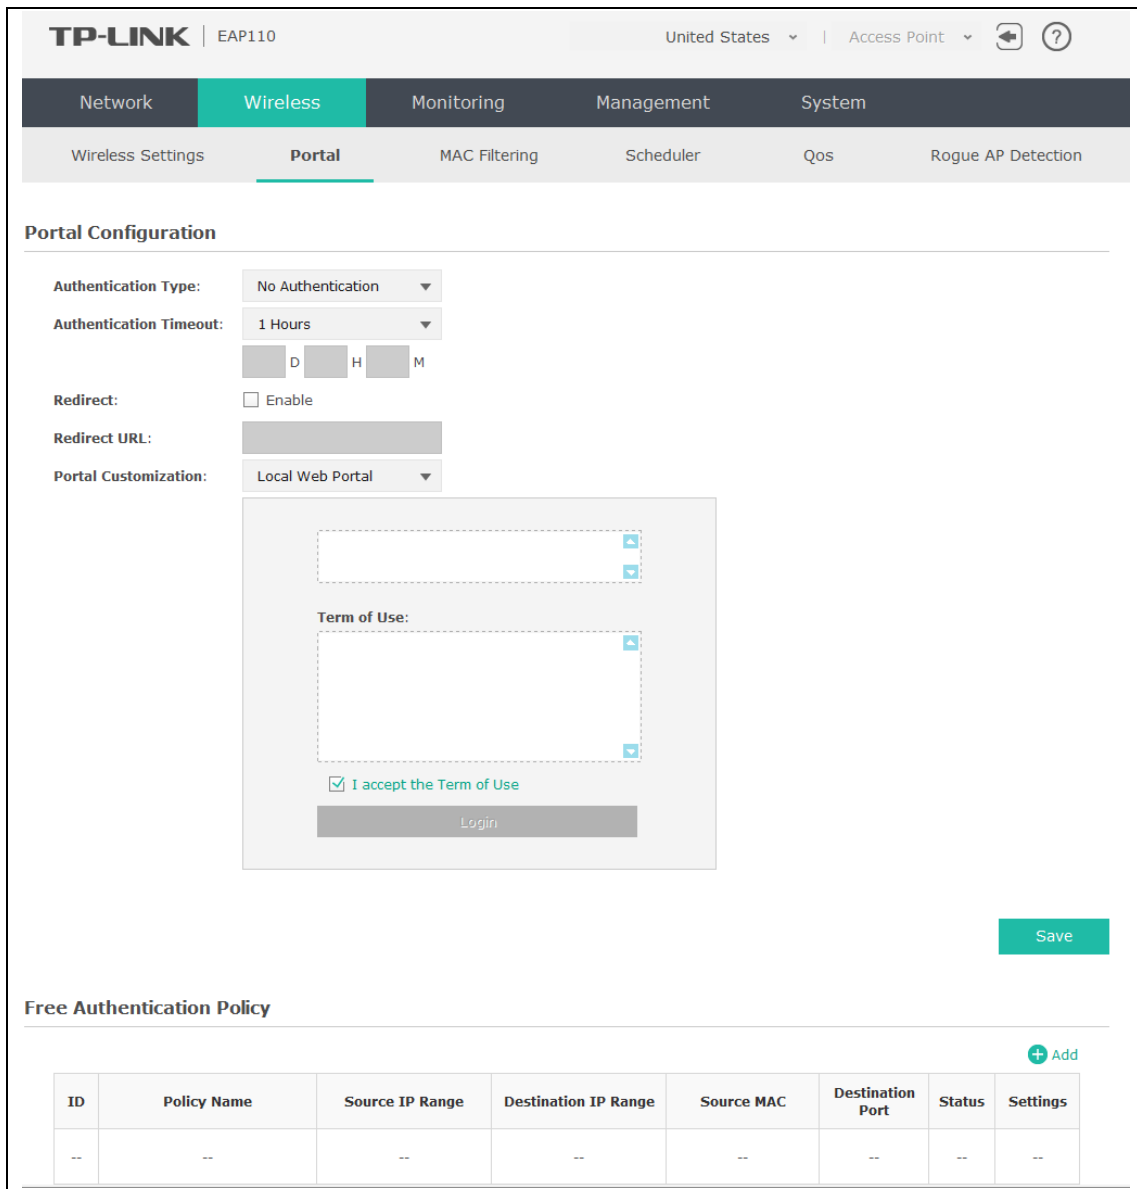 TP-LINK EAP110 United States Access Point ?
Network Wireless Monitoring Management System
Wireless Settings Portal MAC Filtering Scheduler Qos Rogue AP Detection
Portal Configuration
Authentication Type: No Authentication
Authentication Timeout: 1 Hours
D H M
Redirect: Enable
Redirect URL:
Portal Customization: Local Web Portal
Term of Use:
I accept the Term of Use
Login
Save
Free Authentication Policy
Add
ID Policy Name Source IP Range Destination IP Range Source MAC Destination Port Status Settings
-- -- -- -- -- -- -- --